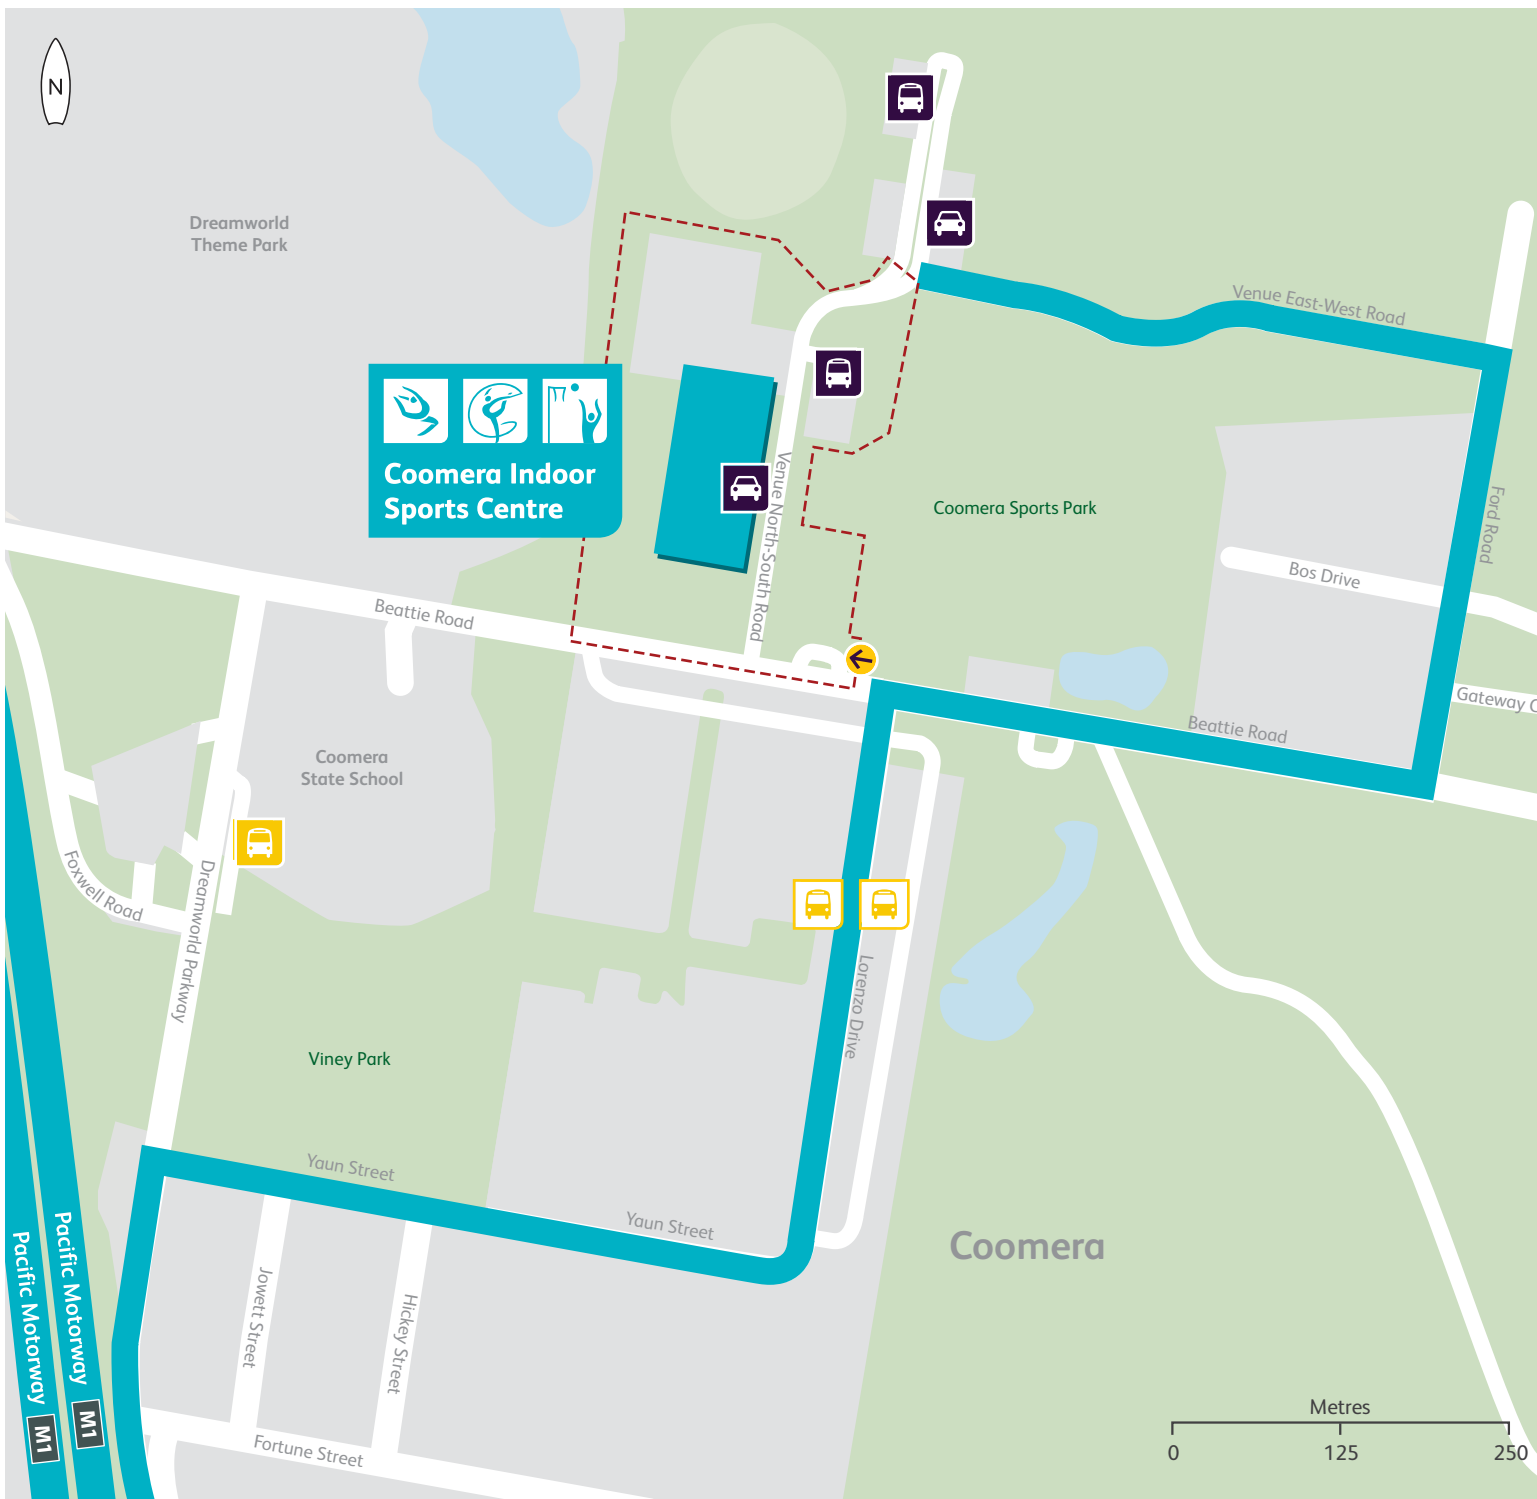 N
Dreamworld
Theme Park
Venue East-West Road
Coomera Indoor
Sports Centre
Venue North-South Road
Coomera Sports Park
Ford Road
Bos Drive
Beattie Road
Gateway C
Beattie Road
Coomera
State School
Foxwell Road
Dreamworld Parkway
Lorenzo Drive
Viney Park
Yaun Street
Yaun Street
Coomera
Pacific Motorway
M1
Pacific Motorway
M1
Jowett Street
Hickey Street
Fortune Street
Metres
0 125 250